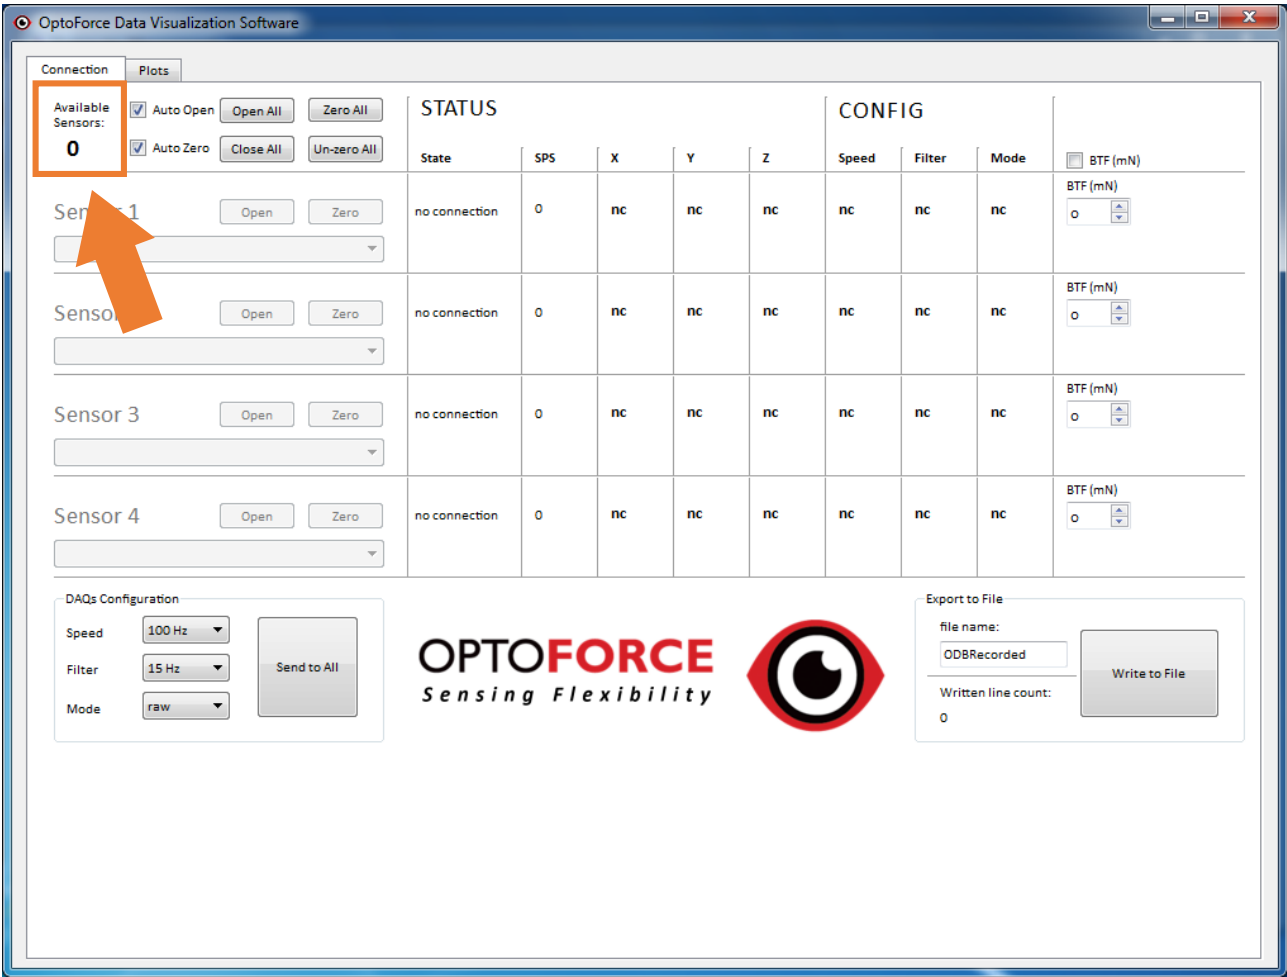 OptoForce Data Visualization Software
Connection Plots
Available Sensors:
0
Auto Open Open All Zero All
Auto Zero Close All Un-zero All
STATUS CONFIG
State SPS X Y Z Speed Filter Mode BTF (mN)
BTF (mN)
Sensor 1 Open Zero no connection 0 nc nc nc nc nc nc 0
BTF (mN)
Senso Open Zero no connection 0 nc nc nc nc nc nc 0
BTF (mN)
Sensor 3 Open Zero no connection 0 nc nc nc nc nc nc 0
BTF (mN)
Sensor 4 Open Zero no connection 0 nc nc nc nc nc nc 0
DAQs Configuration
Speed 100 Hz
Filter 15 Hz
Mode raw
Send to All
OPTOFORCE
Sensing Flexibility
Export to File
file name:
ODBRecorded
Written line count:
0
Write to File